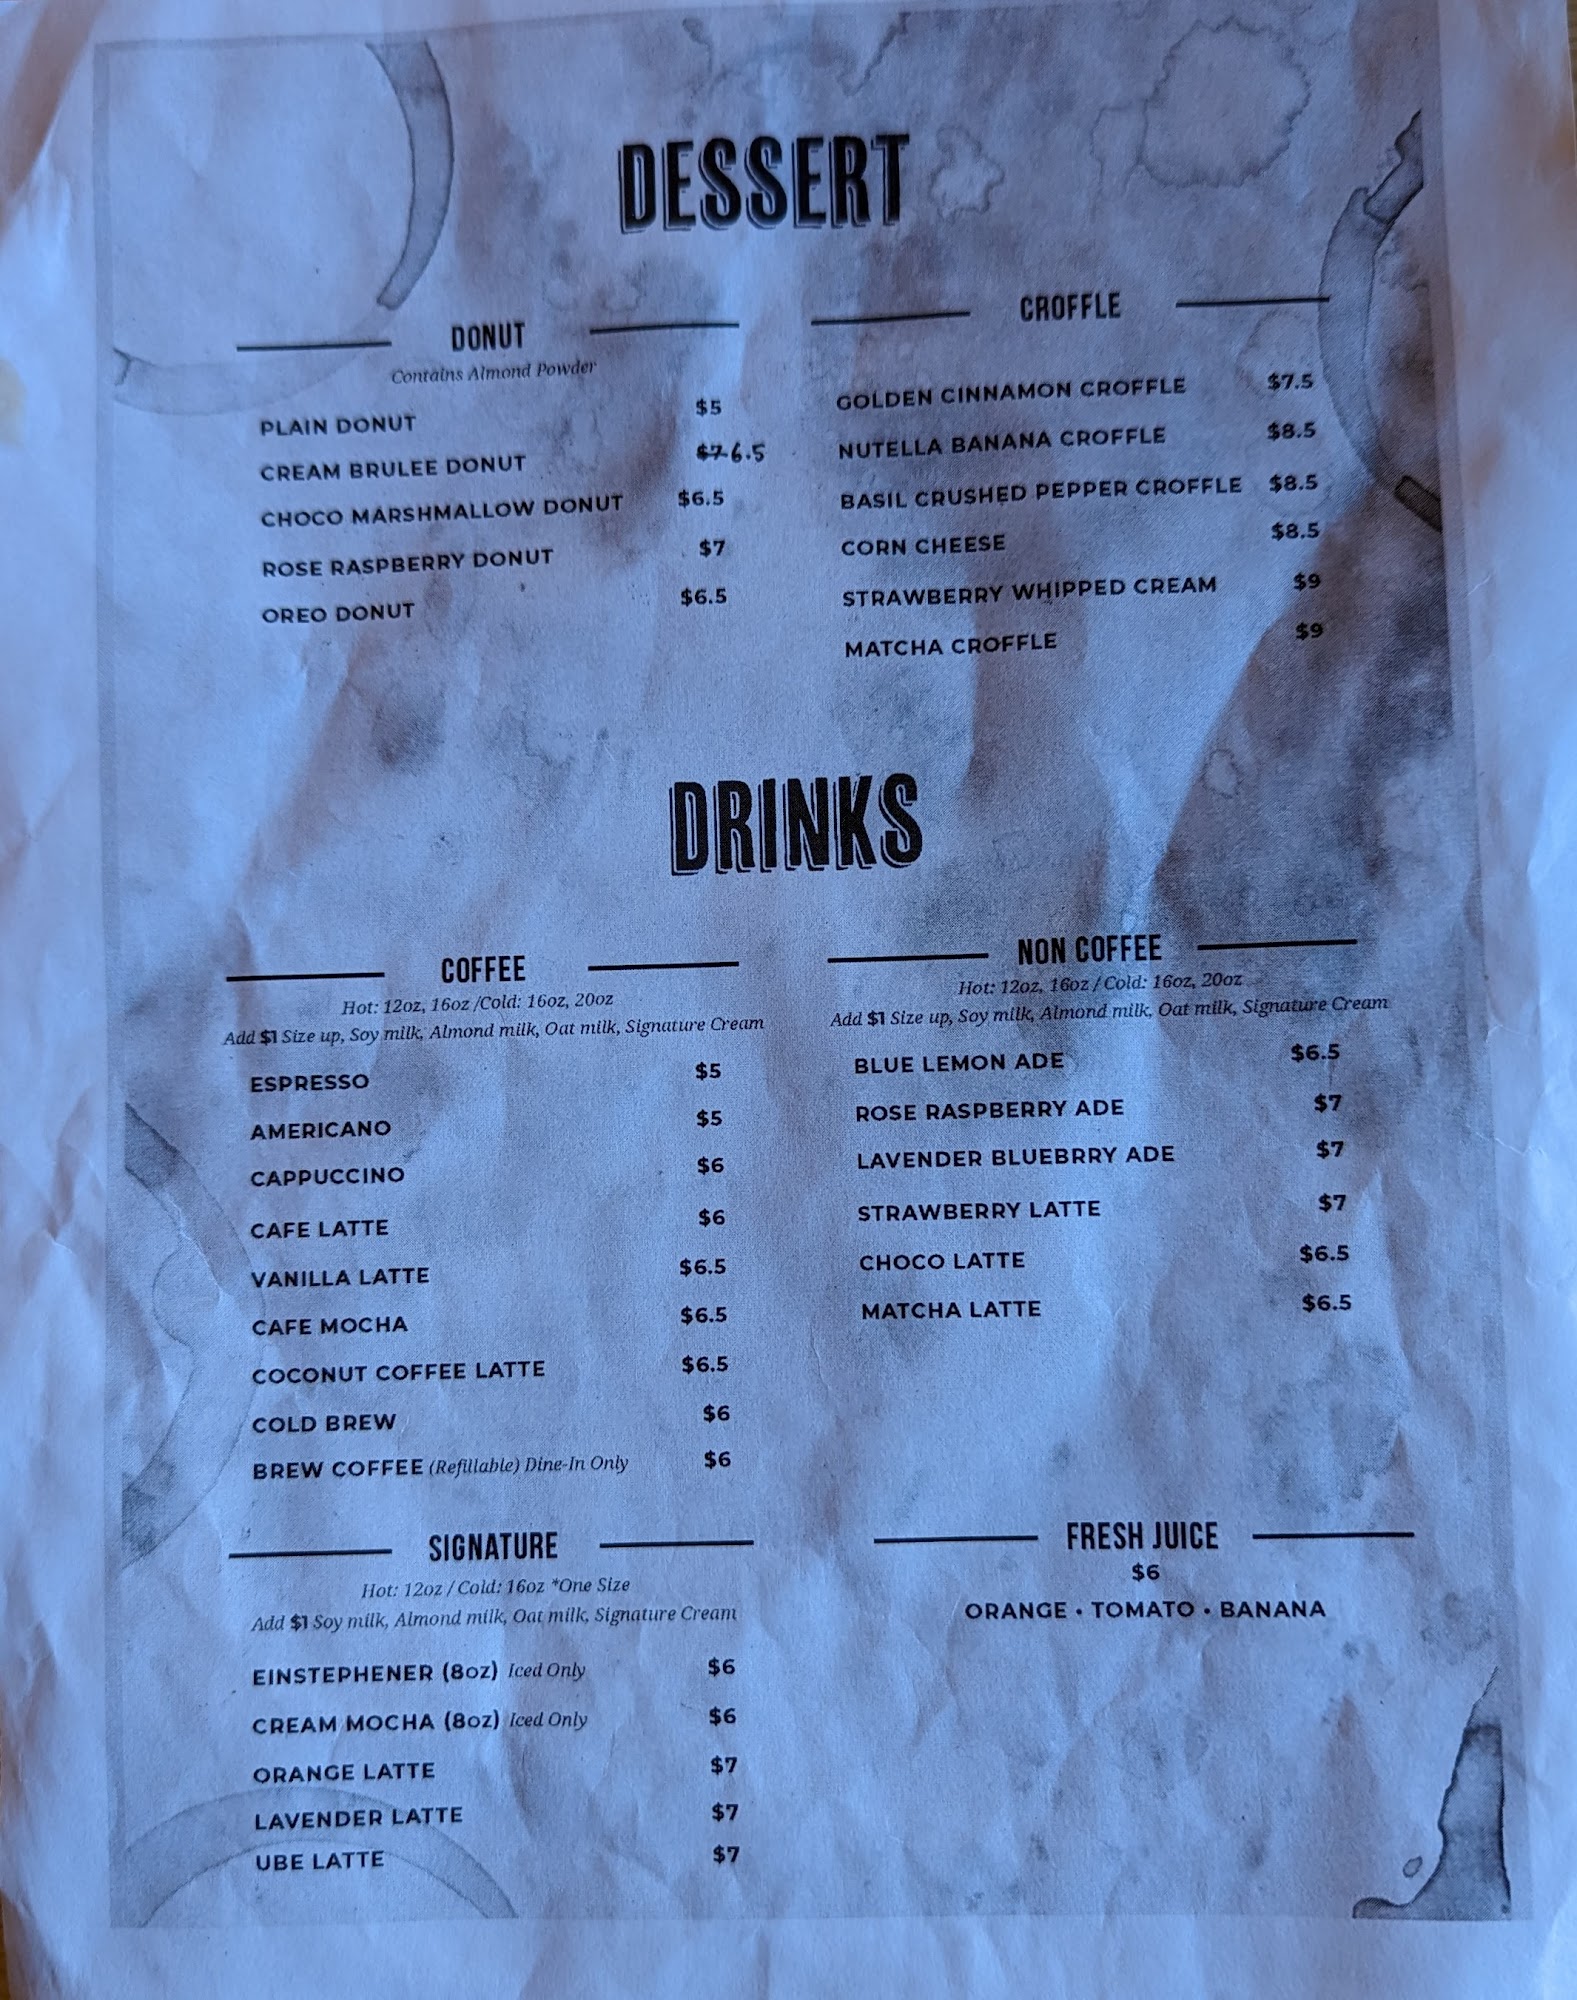 DESSERT
DONUT
Contains Almond Powder
PLAIN DONUT $5
CREAM BRULEE DONUT $7 6.5
CHOCO MARSHMALLOW DONUT $6.5
ROSE RASPBERRY DONUT $7
OREO DONUT $6.5
CROFFLE
GOLDEN CINNAMON CROFFLE $7.5
NUTELLA BANANA CROFFLE $8.5
BASIL CRUSHED PEPPER CROFFLE $8.5
CORN CHEESE $8.5
STRAWBERRY WHIPPED CREAM $9
MATCHA CROFFLE $9
DRINKS
COFFEE
Hot: 12oz, 16oz /Cold: 16oz, 20oz
Add $1 Size up, Soy milk, Almond milk, Oat milk, Signature Cream
ESPRESSO $5
AMERICANO $5
CAPPUCCINO $6
CAFE LATTE $6
VANILLA LATTE $6.5
CAFE MOCHA $6.5
COCONUT COFFEE LATTE $6.5
COLD BREW $6
BREW COFFEE (Refillable) Dine-In Only $6
NON COFFEE
Hot: 12oz, 16oz / Cold: 16oz, 20oz
Add $1 Size up, Soy milk, Almond milk, Oat milk, Signature Cream
BLUE LEMON ADE $6.5
ROSE RASPBERRY ADE $7
LAVENDER BLUEBRRY ADE $7
STRAWBERRY LATTE $7
CHOCO LATTE $6.5
MATCHA LATTE $6.5
SIGNATURE
Hot: 12oz / Cold: 16oz *One Size
Add $1 Soy milk, Almond milk, Oat milk, Signature Cream
EINSTEPHENER (8oz) Iced Only $6
CREAM MOCHA (8oz) Iced Only $6
ORANGE LATTE $7
LAVENDER LATTE $7
UBE LATTE $7
FRESH JUICE
$6
ORANGE • TOMATO • BANANA